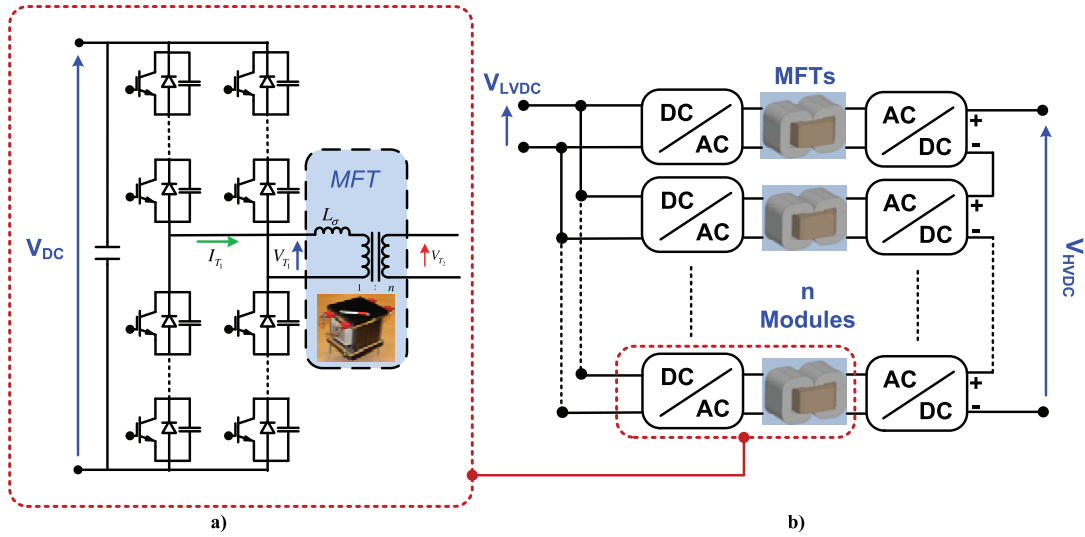 V_DC
I_T₁
V_T₁
MFT
L_σ
1 : n
V_T₂
a)
V_LVDC
MFTs
DC
AC
AC
DC
+
-
DC
AC
AC
DC
+
-
n
Modules
DC
AC
AC
DC
+
-
V_HVDC
b)